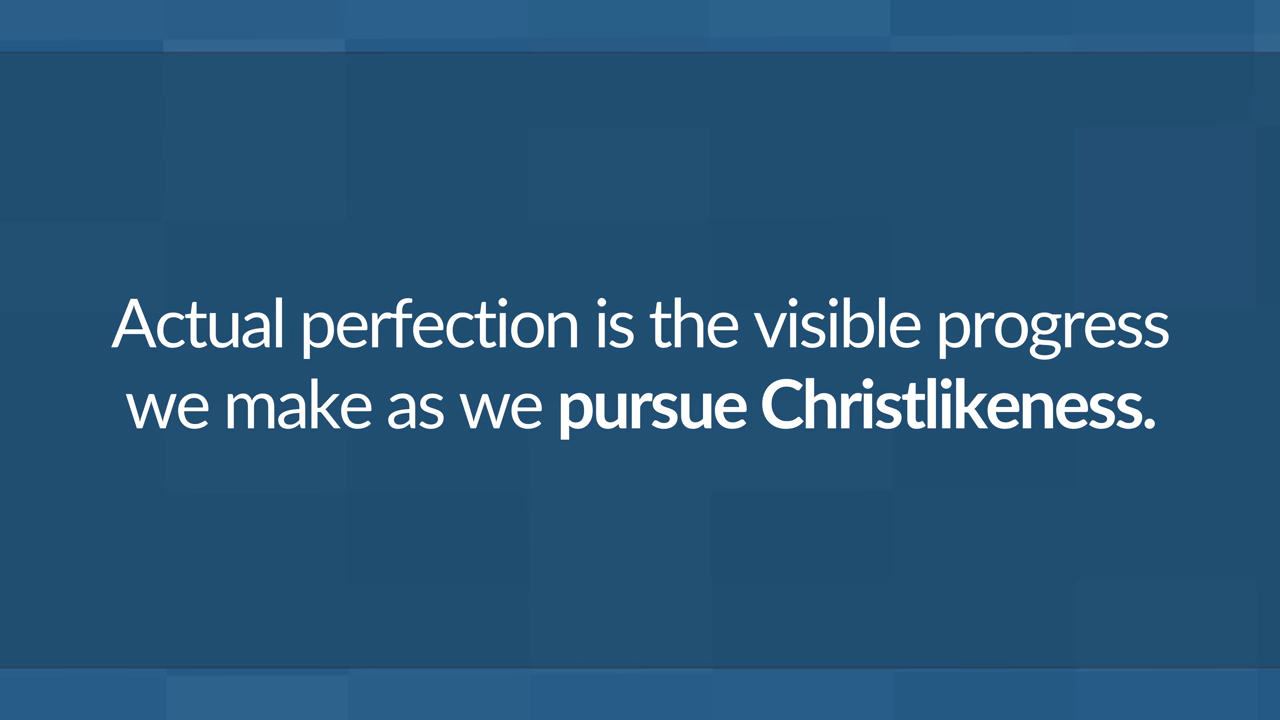 Actual perfection is the visible progress
we make as we pursue Christlikeness.